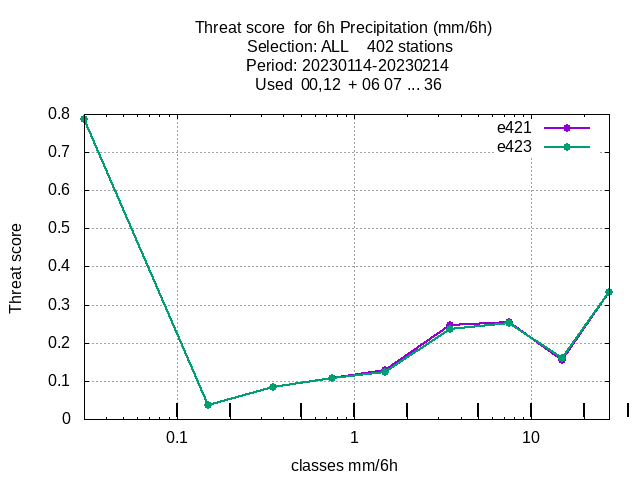 Threat score  for 6h Precipitation (mm/6h)
Selection: ALL    402 stations
Period: 20230114-20230214
Used  00,12  + 06 07 ... 36
e421
e423
0.8
0.7
0.6
0.5
0.4
0.3
0.2
0.1
0
Threat score
0.1
1
10
classes mm/6h